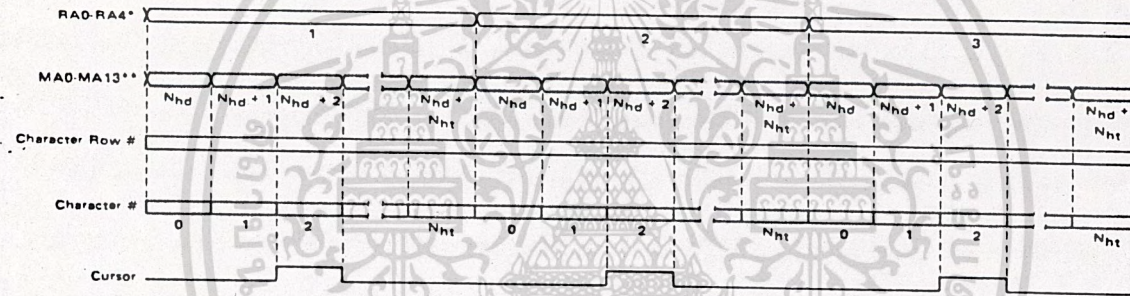 RA0-RA4*
1
2
3
MA0-MA13**
Nhd Nhd + 1 Nhd + 2 Nhd + Nht Nhd Nhd + 1 Nhd + 2 Nhd + Nht Nhd Nhd + 1 Nhd + 2 Nhd + Nht
Character Row #
Character #
0 1 2 Nht 0 1 2 Nht 0 1 2 Nht
Cursor